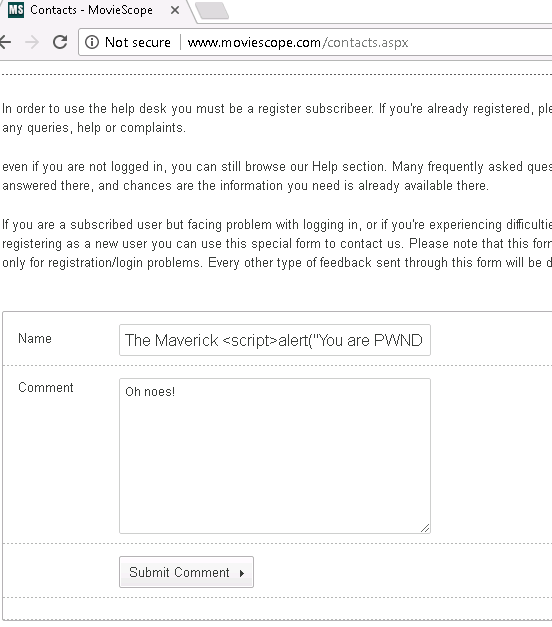 MS Contacts - MovieScope
Not secure www.moviescope.com/contacts.aspx
In order to use the help desk you must be a register subscribeer. If you're already registered,
any queries, help or complaints.
even if you are not logged in, you can still browse our Help section. Many frequently asked
answered there, and chances are the information you need is already available there.
If you are a subscribed user but facing problem with logging in, or if you're experiencing
registering as a new user you can use this special form to contact us. Please note that this
only for registration/login problems. Every other type of feedback sent through this form will be
Name
The Maverick <script>alert("You are PWND
Comment
Oh noes!
Submit Comment